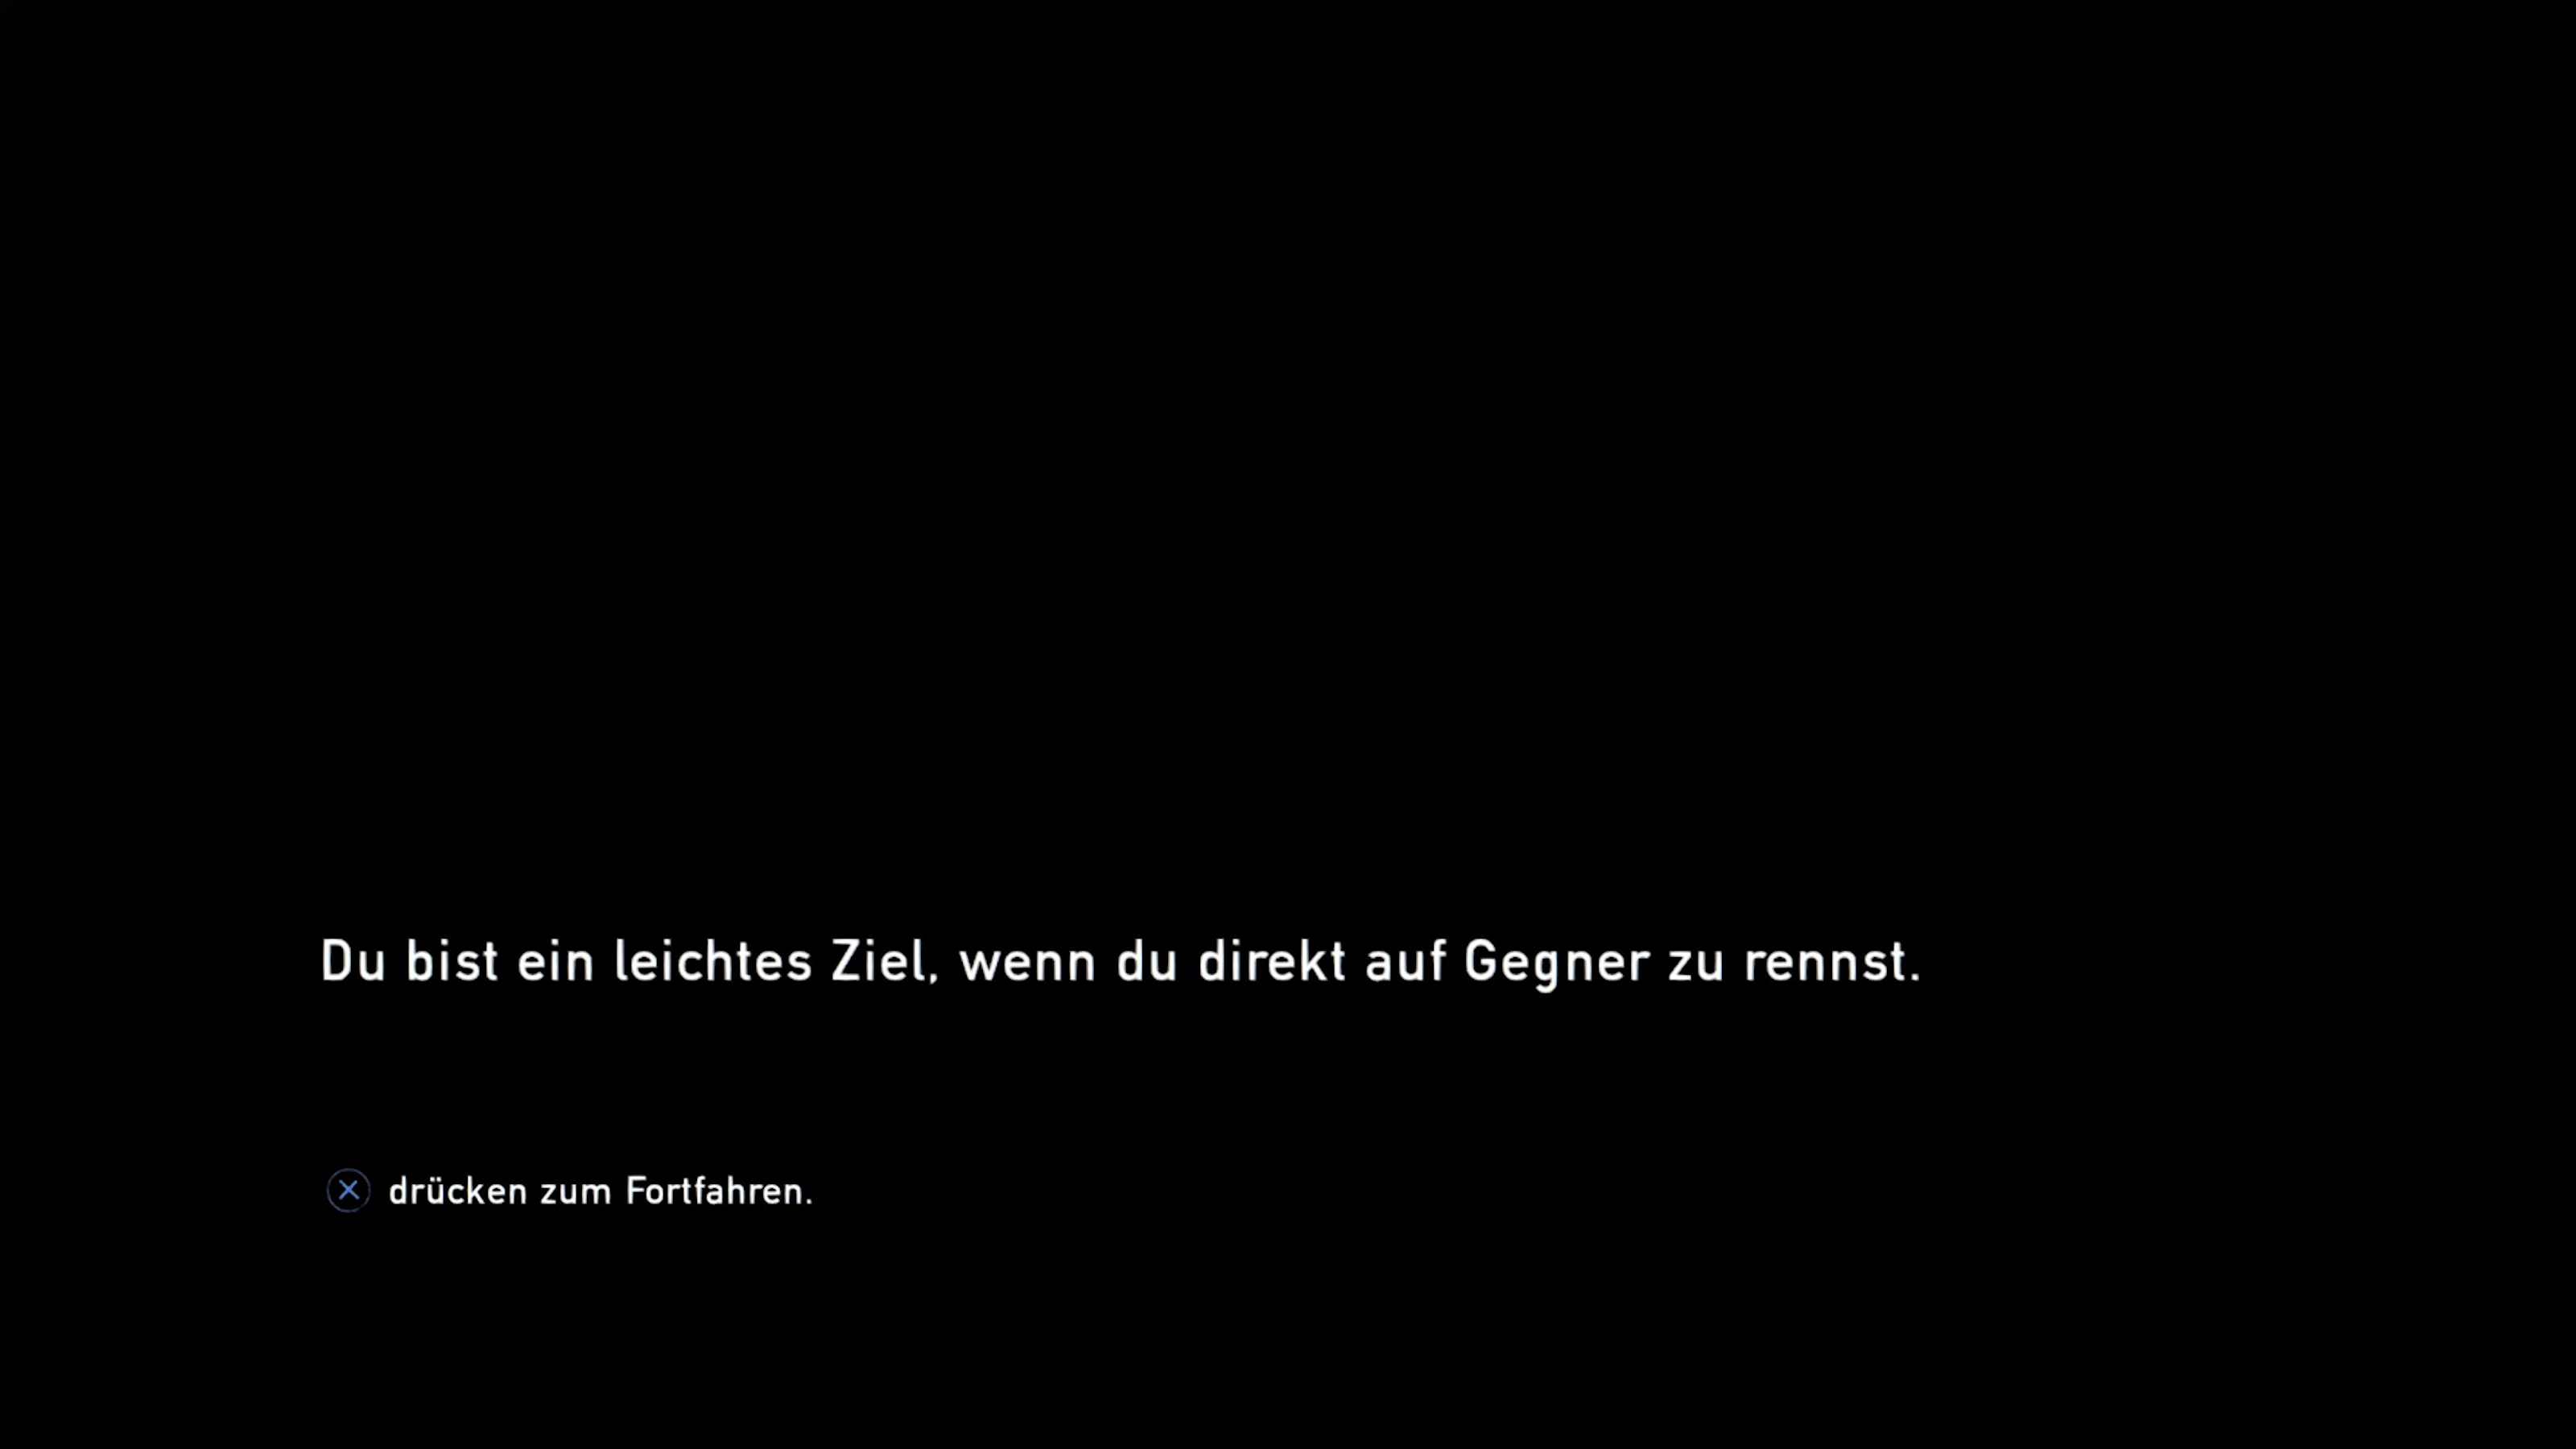 Du bist ein leichtes Ziel, wenn du direkt auf Gegner zu rennst.
drücken zum Fortfahren.